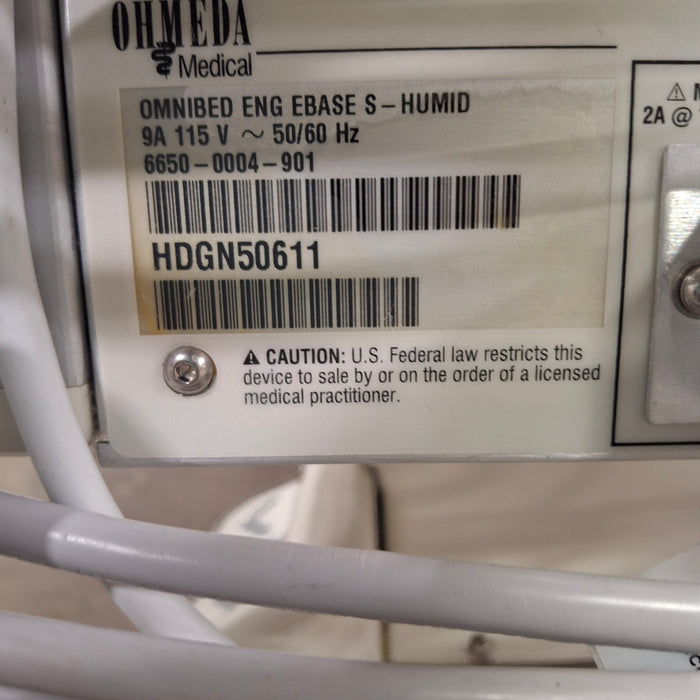 OHMEDA
Medical
OMNIBED ENG EBASE S-HUMID
9A 115 V ~ 50/60 Hz
6650-0004-901
HDGN50611
⚠ CAUTION: U.S. Federal law restricts this
device to sale by or on the order of a licensed
medical practitioner.
⚠
2A @